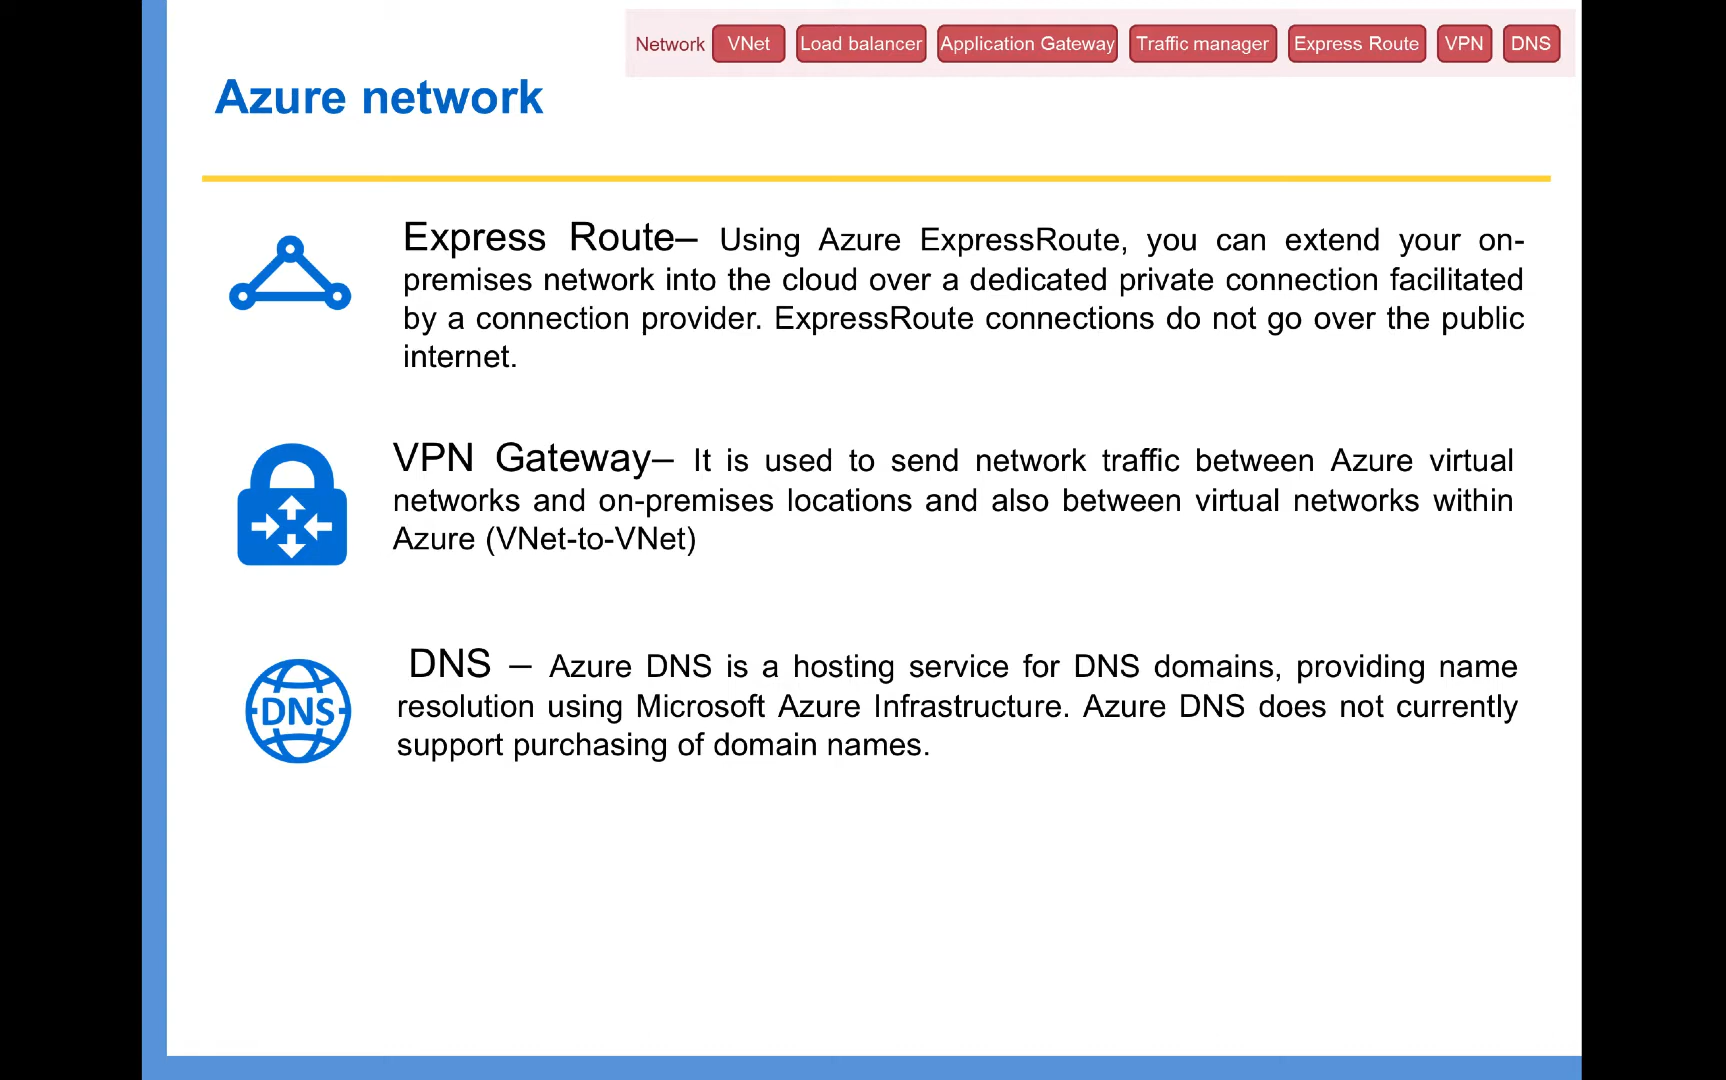 Network VNet Load balancer Application Gateway Traffic manager Express Route VPN DNS
Azure network
Express Route– Using Azure ExpressRoute, you can extend your on-
premises network into the cloud over a dedicated private connection facilitated
by a connection provider. ExpressRoute connections do not go over the public
internet.
VPN Gateway– It is used to send network traffic between Azure virtual
networks and on-premises locations and also between virtual networks within
Azure (VNet-to-VNet)
DNS
DNS – Azure DNS is a hosting service for DNS domains, providing name
resolution using Microsoft Azure Infrastructure. Azure DNS does not currently
support purchasing of domain names.